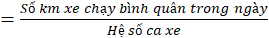 = Số km xe chạy bình quân trong ngày
Hệ số ca xe